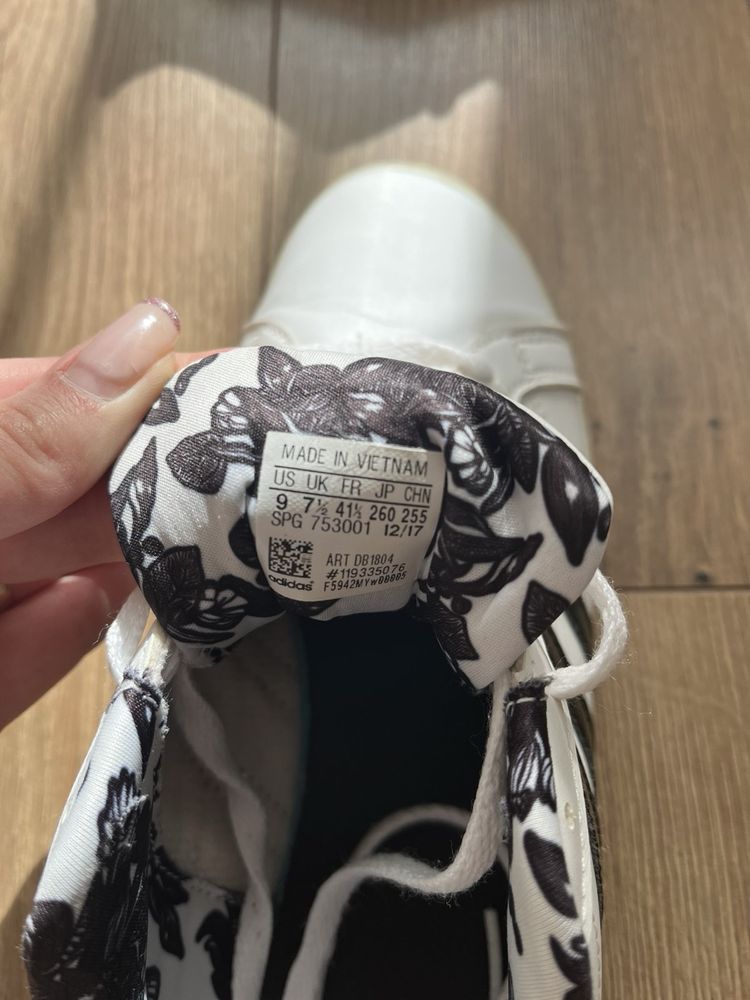 MADE IN VIETNAM
US UK FR JP CHN
9 7½ 41⅓ 260 255
SPG 753001 12/17
ART DB1804
#119335076
adidas F5942MYW00005